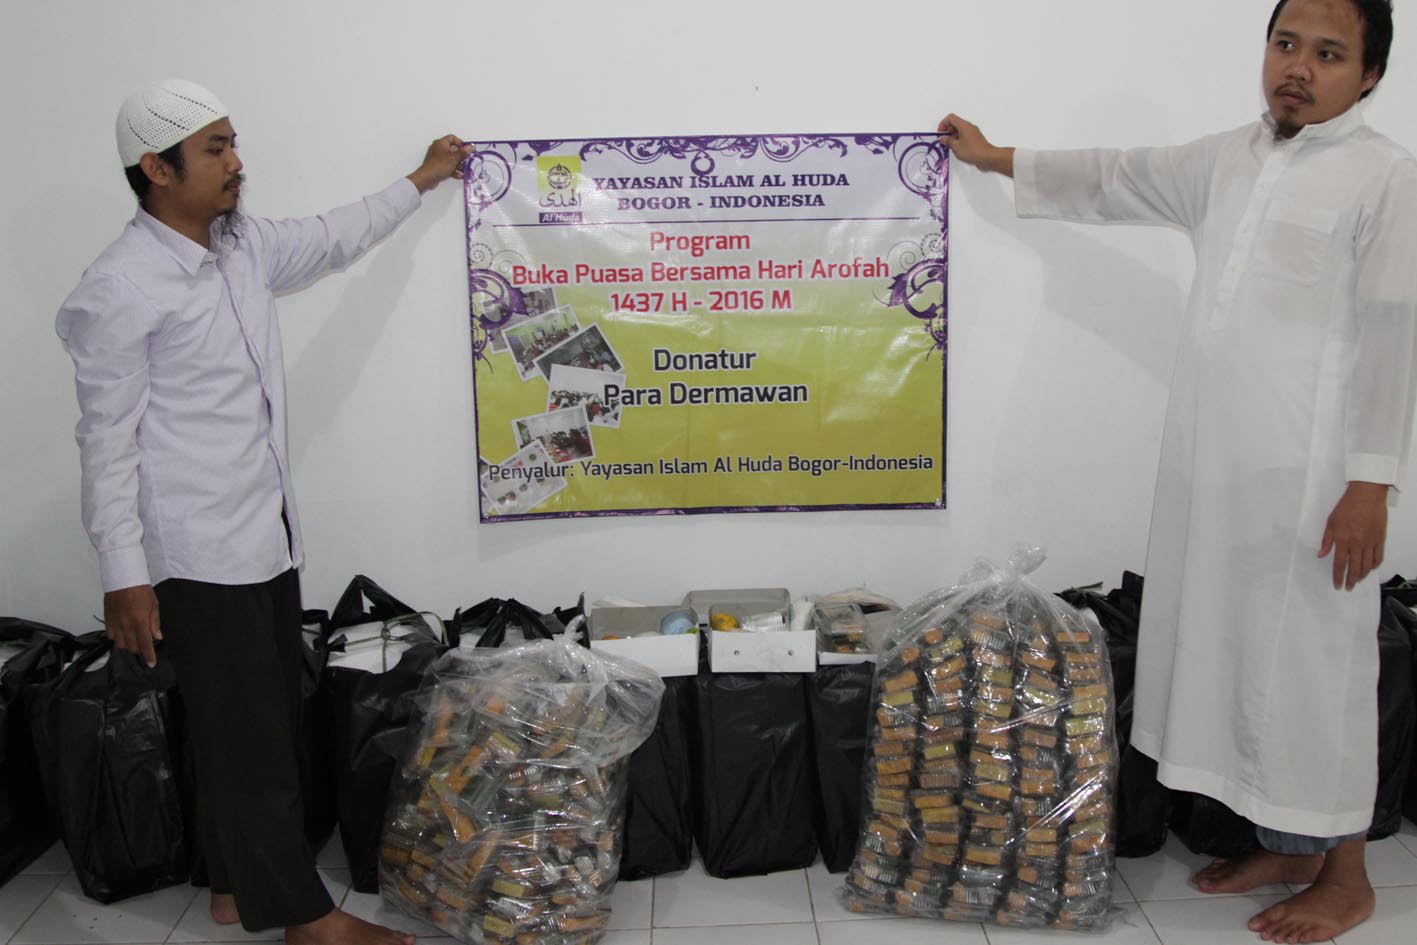 الهدى
Al Huda
YAYASAN ISLAM AL HUDA
BOGOR - INDONESIA
Program
Buka Puasa Bersama Hari Arofah
1437 H - 2016 M
Donatur
Para Dermawan
Penyalur: Yayasan Islam Al Huda Bogor-Indonesia